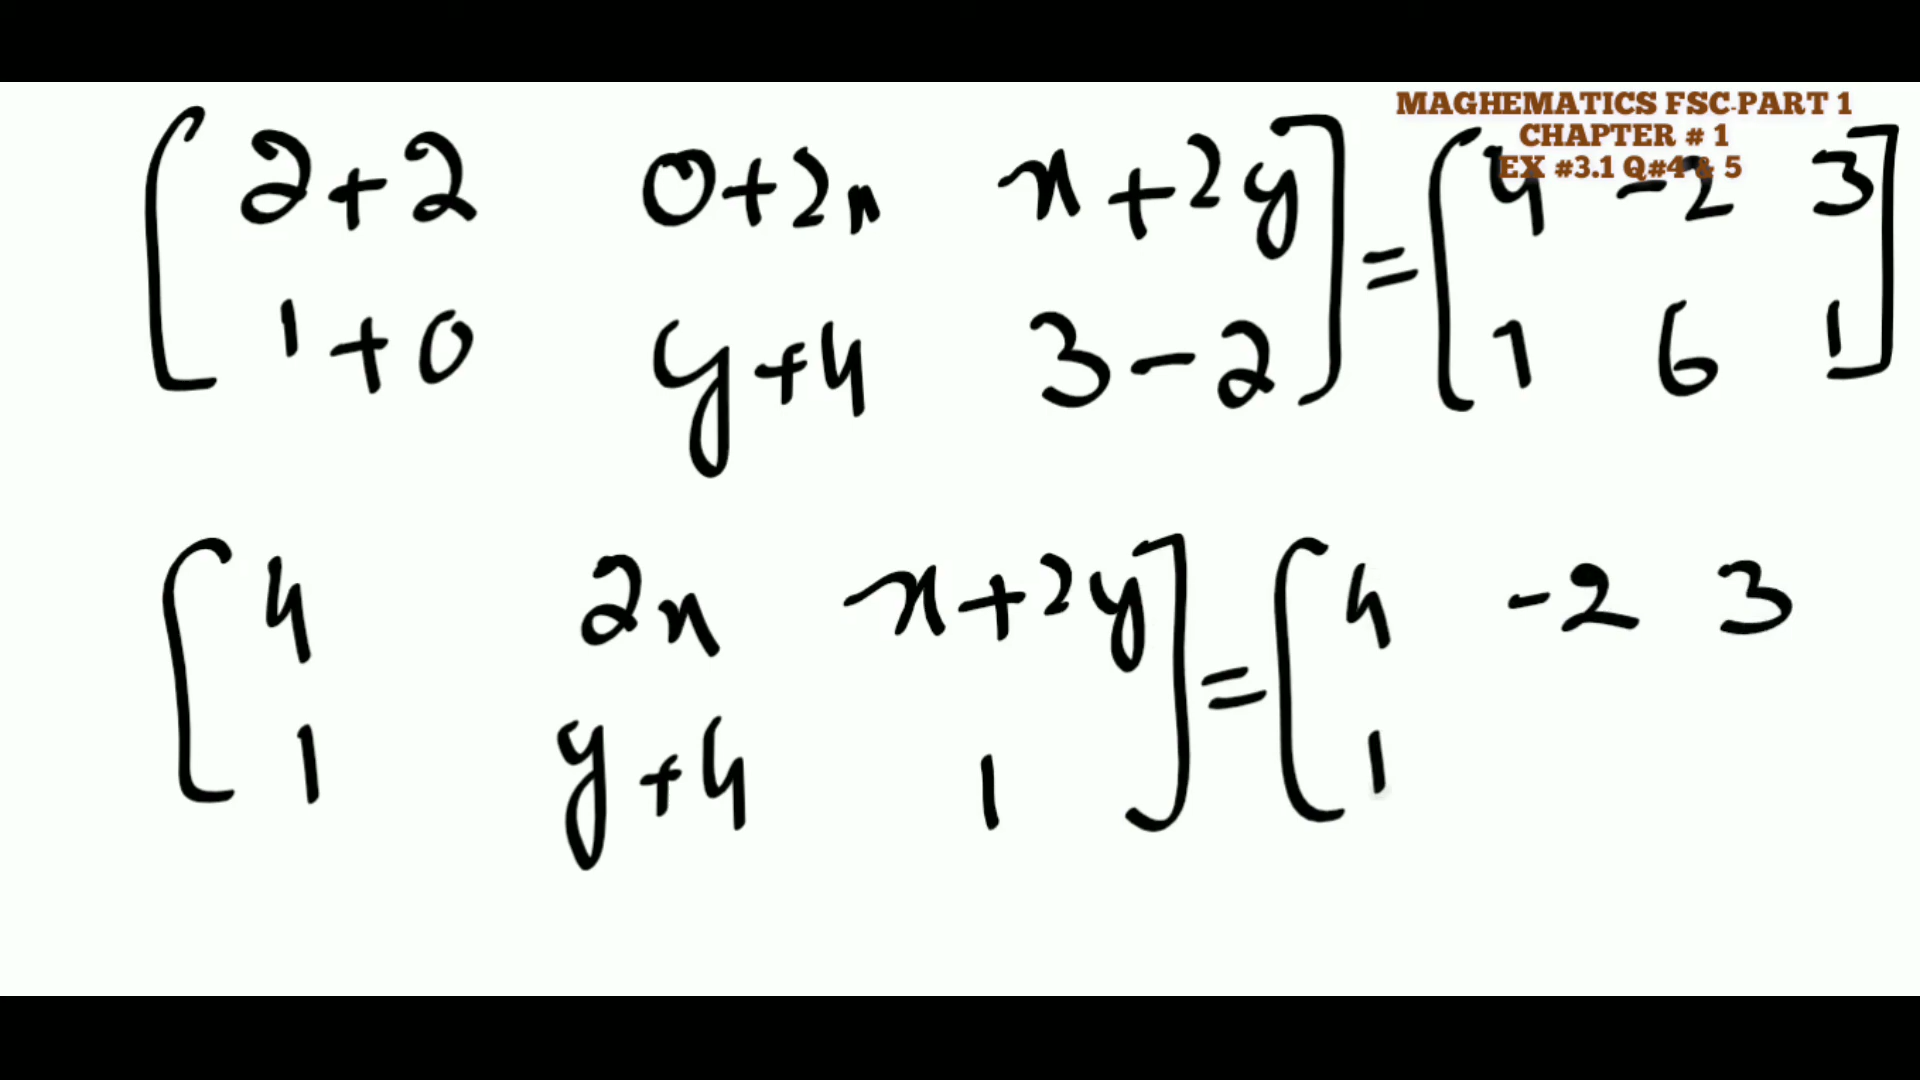 MAGHEMATICS FSC-PART 1
CHAPTER # 1
EX #3.1 Q#4 & 5
[2+2 0+2x x+2y] = [4 -2 3]
[1+0 y+4 3-2] [1 6 1]
[4 2x x+2y] = [4 -2 3
[1 y+4 1] [1